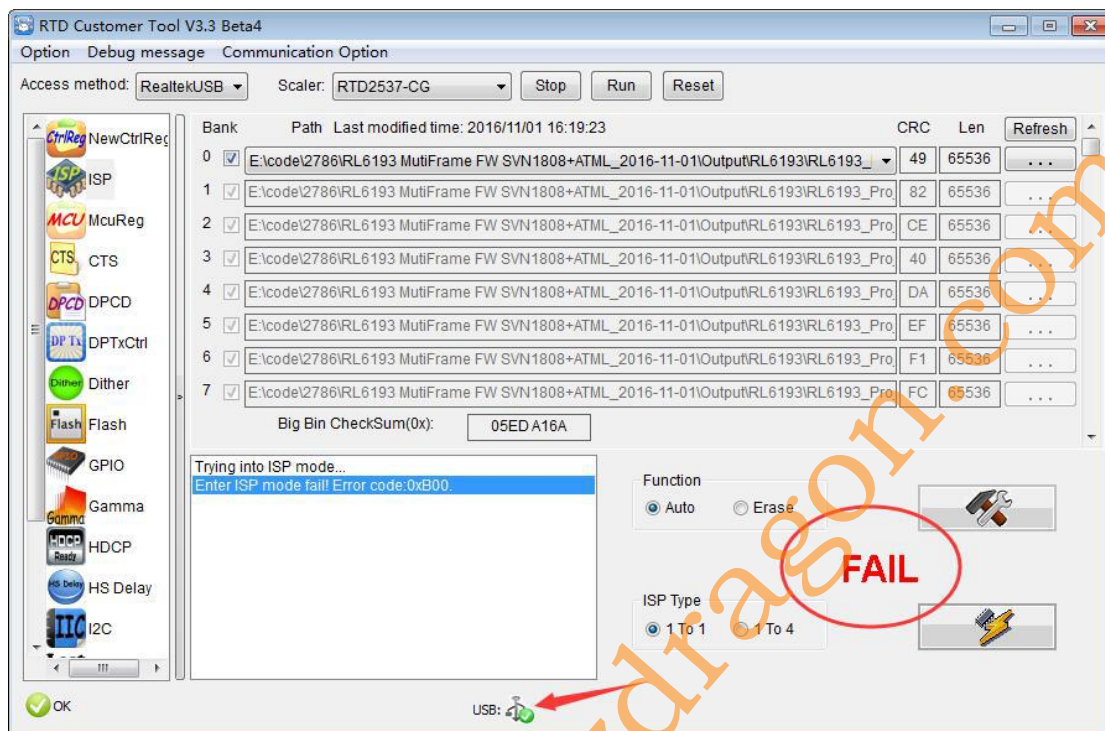 RTD Customer Tool V3.3 Beta4
Option Debug message Communication Option
Access method: RealtekUSB Scaler: RTD2537-CG Stop Run Reset
Bank Path Last modified time: 2016/11/01 16:19:23 CRC Len Refresh
0 E:\code\2786\RL6193 MutiFrame FW SVN1808+ATML_2016-11-01\Output\RL6193\RL6193_ 49 65536 ...
1 E:\code\2786\RL6193 MutiFrame FW SVN1808+ATML_2016-11-01\Output\RL6193\RL6193_Pro 82 65536 ...
2 E:\code\2786\RL6193 MutiFrame FW SVN1808+ATML_2016-11-01\Output\RL6193\RL6193_Pro CE 65536 ...
3 E:\code\2786\RL6193 MutiFrame FW SVN1808+ATML_2016-11-01\Output\RL6193\RL6193_Pro 40 65536 ...
4 E:\code\2786\RL6193 MutiFrame FW SVN1808+ATML_2016-11-01\Output\RL6193\RL6193_Pro DA 65536 ...
5 E:\code\2786\RL6193 MutiFrame FW SVN1808+ATML_2016-11-01\Output\RL6193\RL6193_Pro EF 65536 ...
6 E:\code\2786\RL6193 MutiFrame FW SVN1808+ATML_2016-11-01\Output\RL6193\RL6193_Pro F1 65536 ...
7 E:\code\2786\RL6193 MutiFrame FW SVN1808+ATML_2016-11-01\Output\RL6193\RL6193_Pro FC 65536 ...
Big Bin CheckSum(0x): 05ED A16A
CtrlReg NewCtrlReg
ISP ISP
MCU McuReg
CTS CTS
DPCD DPCD
DP Tx DPTxCtrl
Dither Dither
Flash Flash
GPIO
Gamma Gamma
HDCP Ready HDCP
HS Delay HS Delay
IIC I2C
Trying into ISP mode...
Enter ISP mode fail! Error code:0xB00.
Function
Auto Erase
FAIL
ISP Type
1 To 1 1 To 4
OK
USB:
dragon.com